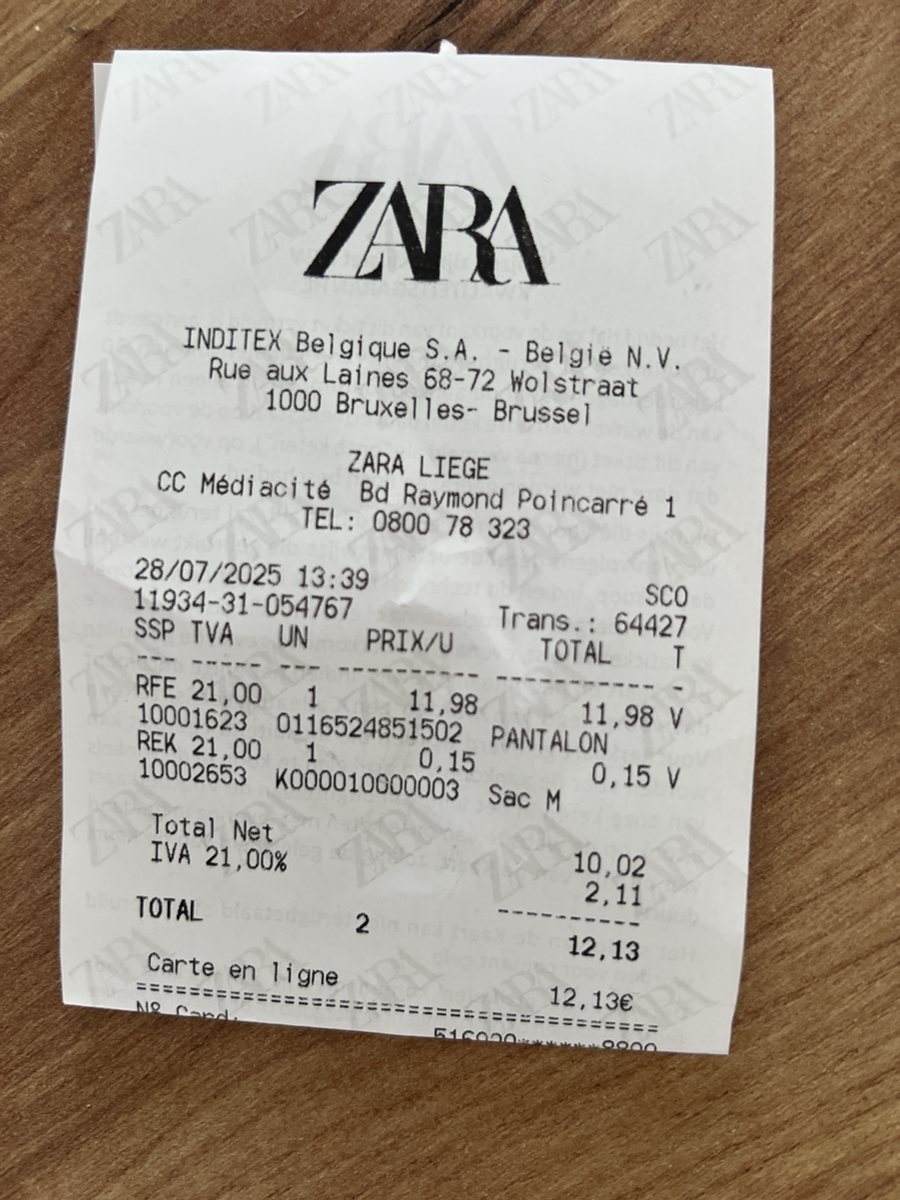 ZARA
INDITEX Belgique S.A. - België N.V.
Rue aux Laines 68-72 Wolstraat
1000 Bruxelles- Brussel
ZARA LIEGE
CC Médiacité Bd Raymond Poincarré 1
TEL: 0800 78 323
28/07/2025 13:39 SCO
11934-31-054767 Trans.: 64427
SSP TVA UN PRIX/U TOTAL T
RFE 21,00 1 11,98 11,98 V
10001623 0116524851502 PANTALON
REK 21,00 1 0,15 0,15 V
10002653 K000010000003 Sac M
Total Net 10,02
IVA 21,00% 2,11
TOTAL 2 12,13
Carte en ligne 12,13€